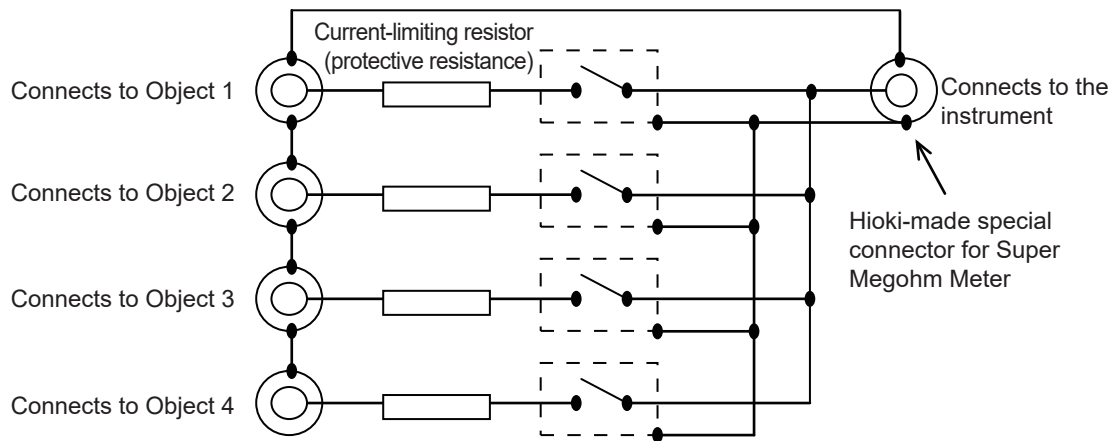 Current-limiting resistor
(protective resistance)
Connects to Object 1
Connects to the
instrument
Connects to Object 2
Hioki-made special
connector for Super
Megohm Meter
Connects to Object 3
Connects to Object 4